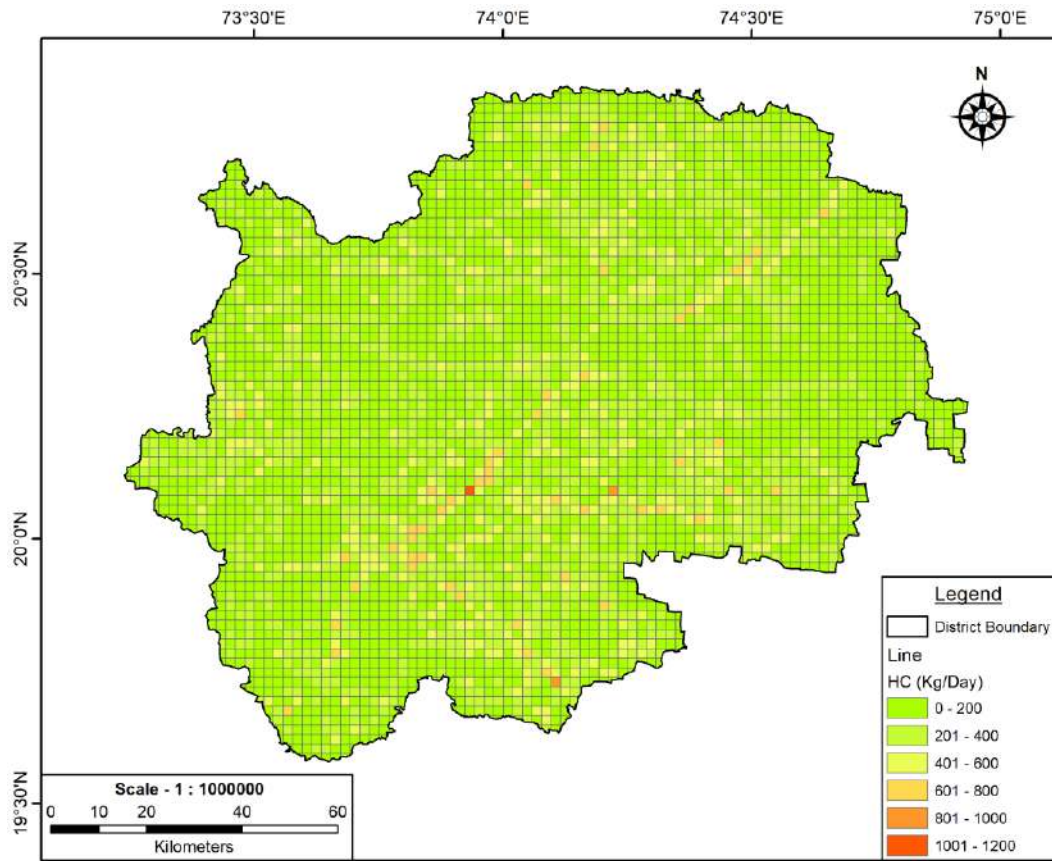 73°30'E 74°0'E 74°30'E 75°0'E
N
20°30'N
20°0'N
19°30'N
Legend
District Boundary
Line
HC (Kg/Day)
0 - 200
201 - 400
401 - 600
601 - 800
801 - 1000
1001 - 1200
Scale - 1 : 1000000
0 10 20 40 60
Kilometers